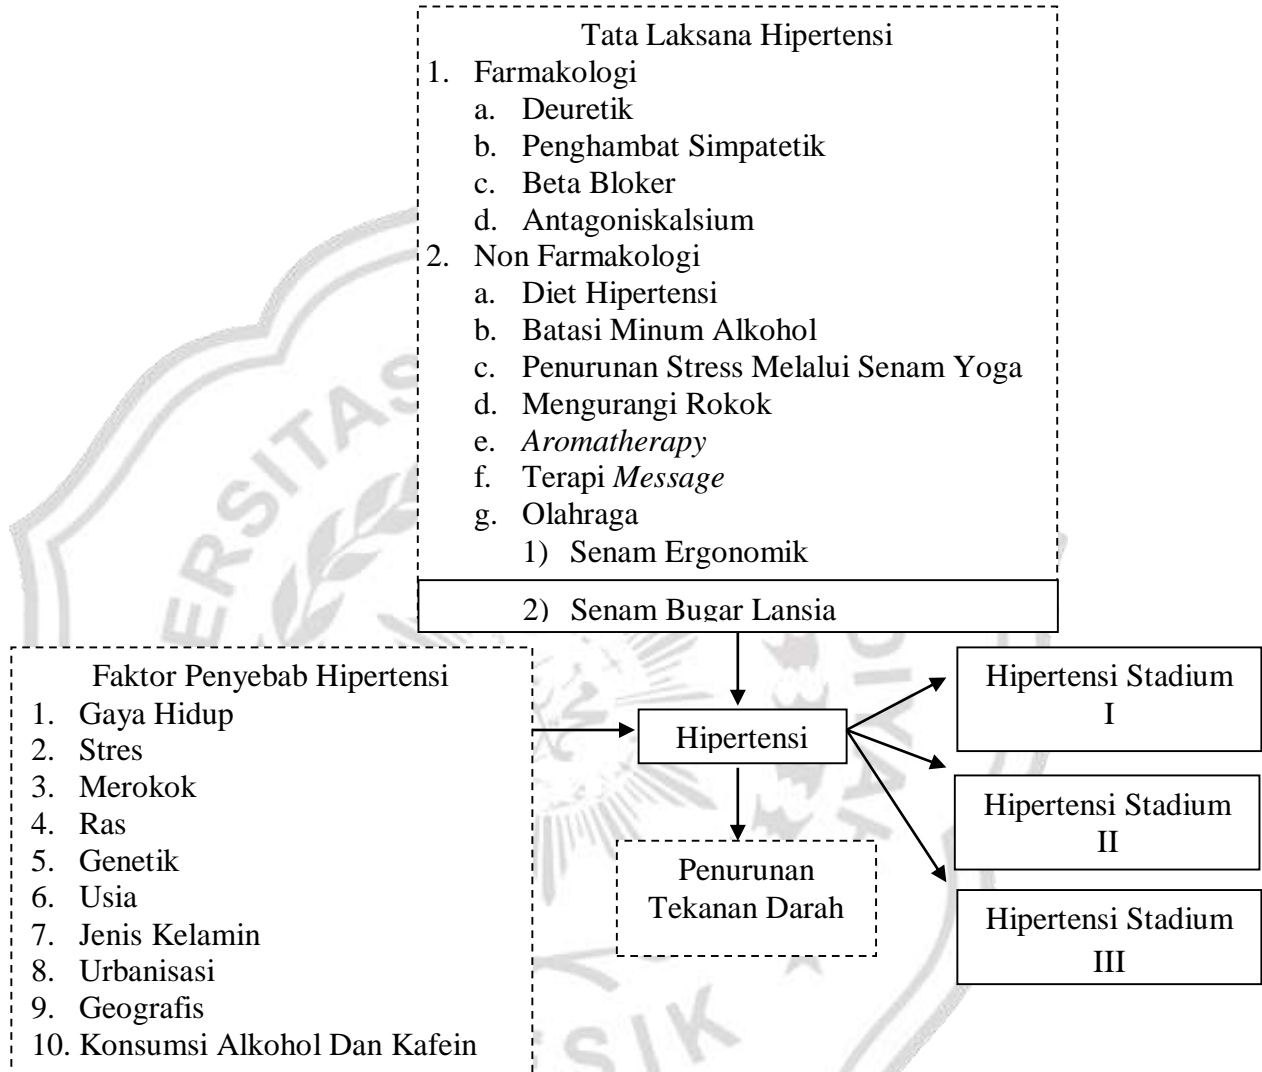 Tata Laksana Hipertensi
1. Farmakologi
a. Deuretik
b. Penghambat Simpatetik
c. Beta Bloker
d. Antagoniskalsium
2. Non Farmakologi
a. Diet Hipertensi
b. Batasi Minum Alkohol
c. Penurunan Stress Melalui Senam Yoga
d. Mengurangi Rokok
e. Aromatherapy
f. Terapi Message
g. Olahraga
1) Senam Ergonomik
2) Senam Bugar Lansia
Faktor Penyebab Hipertensi
1. Gaya Hidup
2. Stres
3. Merokok
4. Ras
5. Genetik
6. Usia
7. Jenis Kelamin
8. Urbanisasi
9. Geografis
10. Konsumsi Alkohol Dan Kafein
Hipertensi
Penurunan
Tekanan Darah
Hipertensi Stadium
I
Hipertensi Stadium
II
Hipertensi Stadium
III